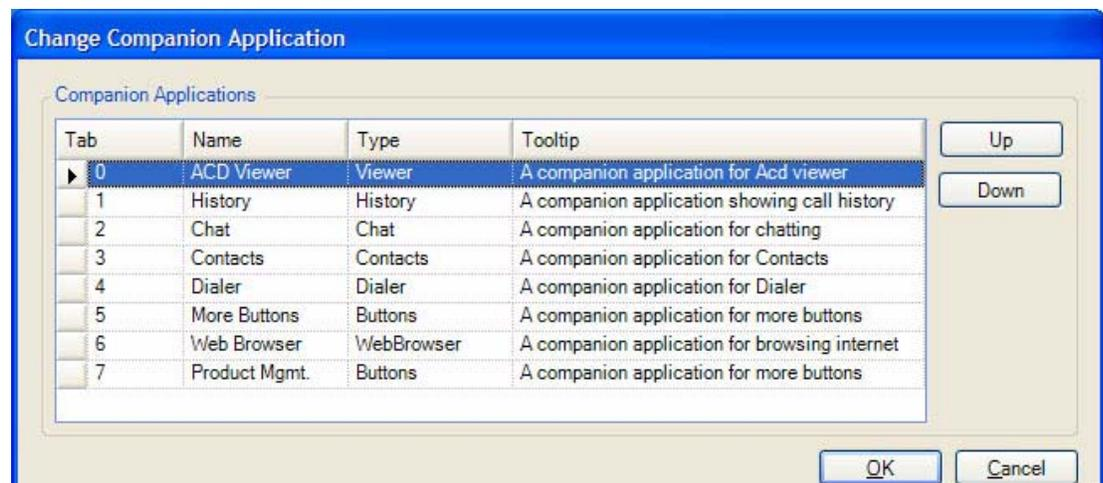 Change Companion Application
Companion Applications
Tab Name Type Tooltip
0 ACD Viewer Viewer A companion application for Acd viewer
1 History History A companion application showing call history
2 Chat Chat A companion application for chatting
3 Contacts Contacts A companion application for Contacts
4 Dialer Dialer A companion application for Dialer
5 More Buttons Buttons A companion application for more buttons
6 Web Browser WebBrowser A companion application for browsing internet
7 Product Mgmt. Buttons A companion application for more buttons
Up
Down
OK Cancel